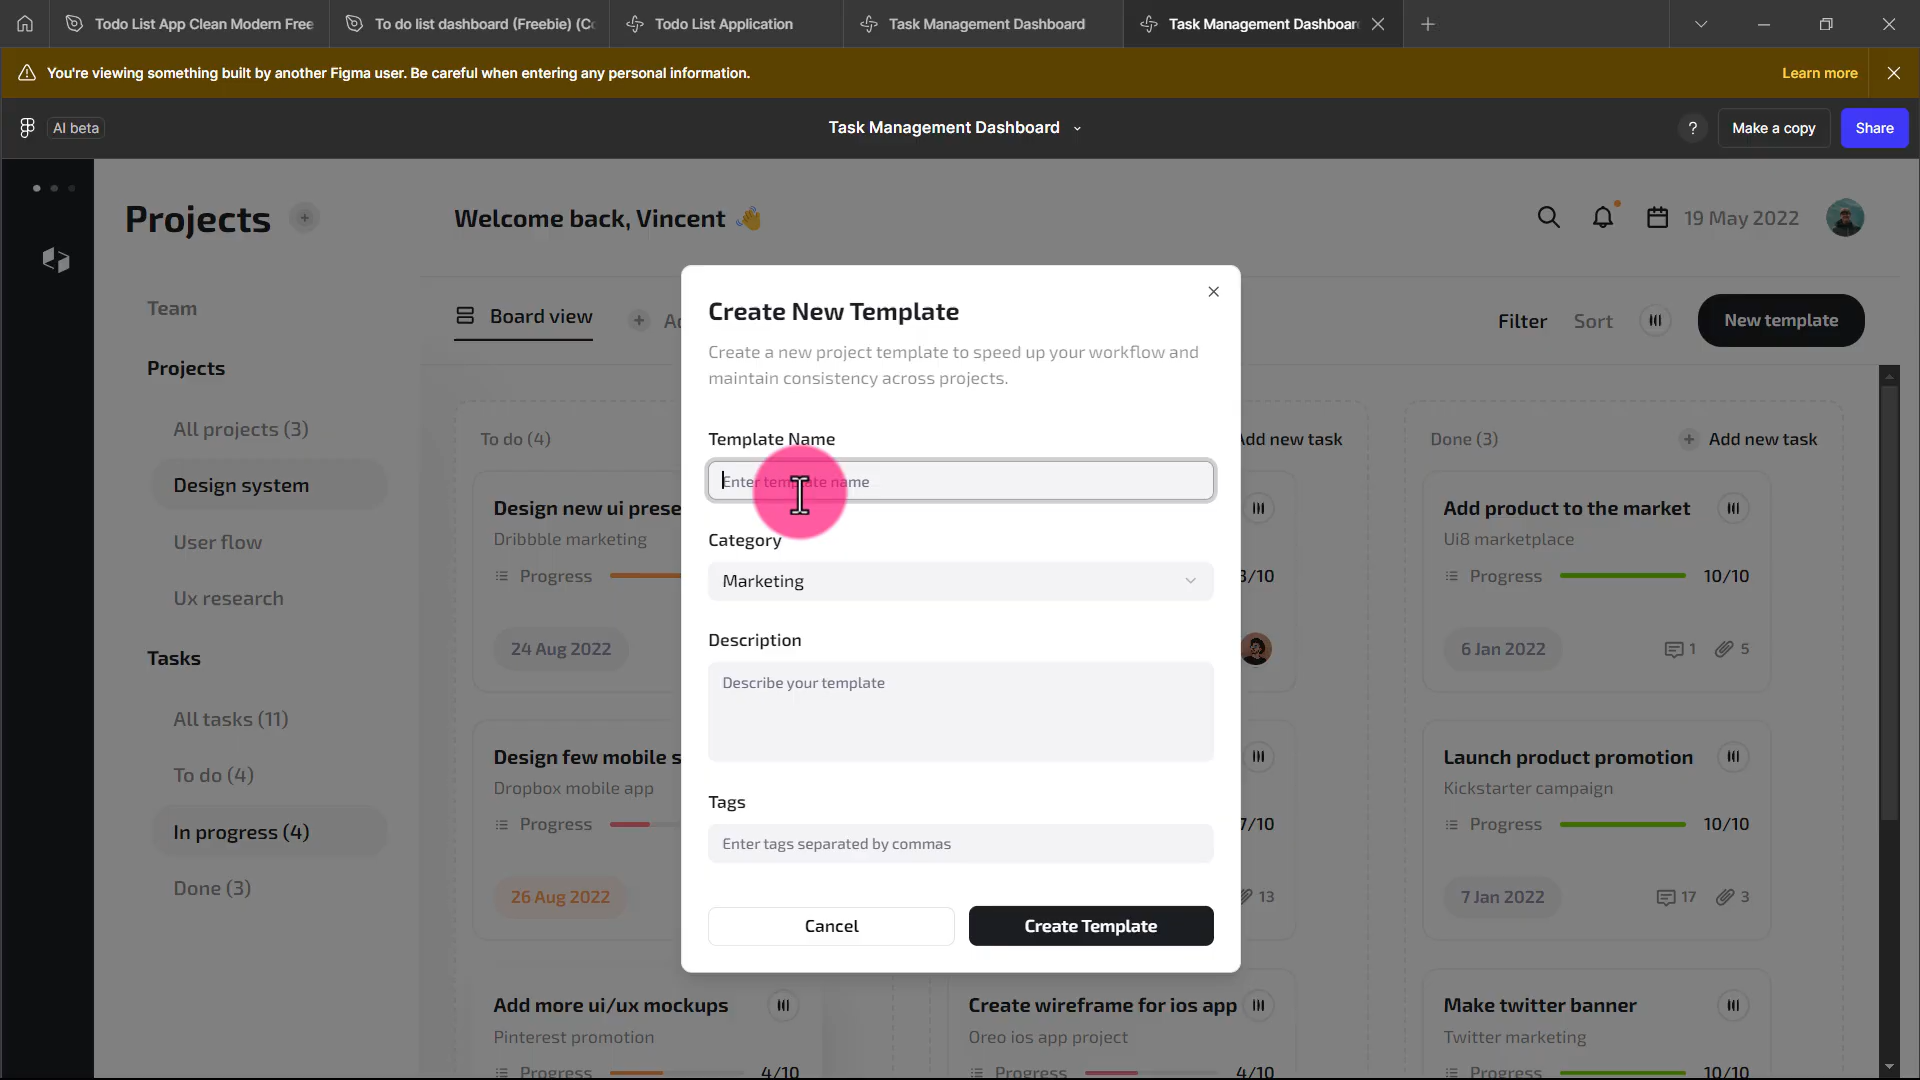 Todo List App Clean Modern Free
To do list dashboard (Freebie) (Co
Todo List Application
Task Management Dashboard
Task Management Dashboar
You're viewing something built by another Figma user. Be careful when entering any personal information.
Learn more
AI beta
Task Management Dashboard
?
Make a copy
Share
Projects
Welcome back, Vincent 👋
19 May 2022
Team
Projects
All projects (3)
Design system
User flow
Ux research
Tasks
All tasks (11)
To do (4)
In progress (4)
Done (3)
Board view
Filter
Sort
New template
To do (4)
Add new task
Done (3)
Add new task
Design new ui prese
Dribbble marketing
Progress
24 Aug 2022
Design few mobile s
Dropbox mobile app
Progress
26 Aug 2022
Add more ui/ux mockups
Pinterest promotion
Progress
4/10
3/10
7/10
13
Create wireframe for ios app
Oreo ios app project
Progress
4/10
Add product to the market
Ui8 marketplace
Progress
10/10
6 Jan 2022
1
5
Launch product promotion
Kickstarter campaign
Progress
10/10
7 Jan 2022
17
3
Make twitter banner
Twitter marketing
Progress
10/10
Create New Template
Create a new project template to speed up your workflow and
maintain consistency across projects.
Template Name
Enter template name
Category
Marketing
Description
Describe your template
Tags
Enter tags separated by commas
Cancel
Create Template